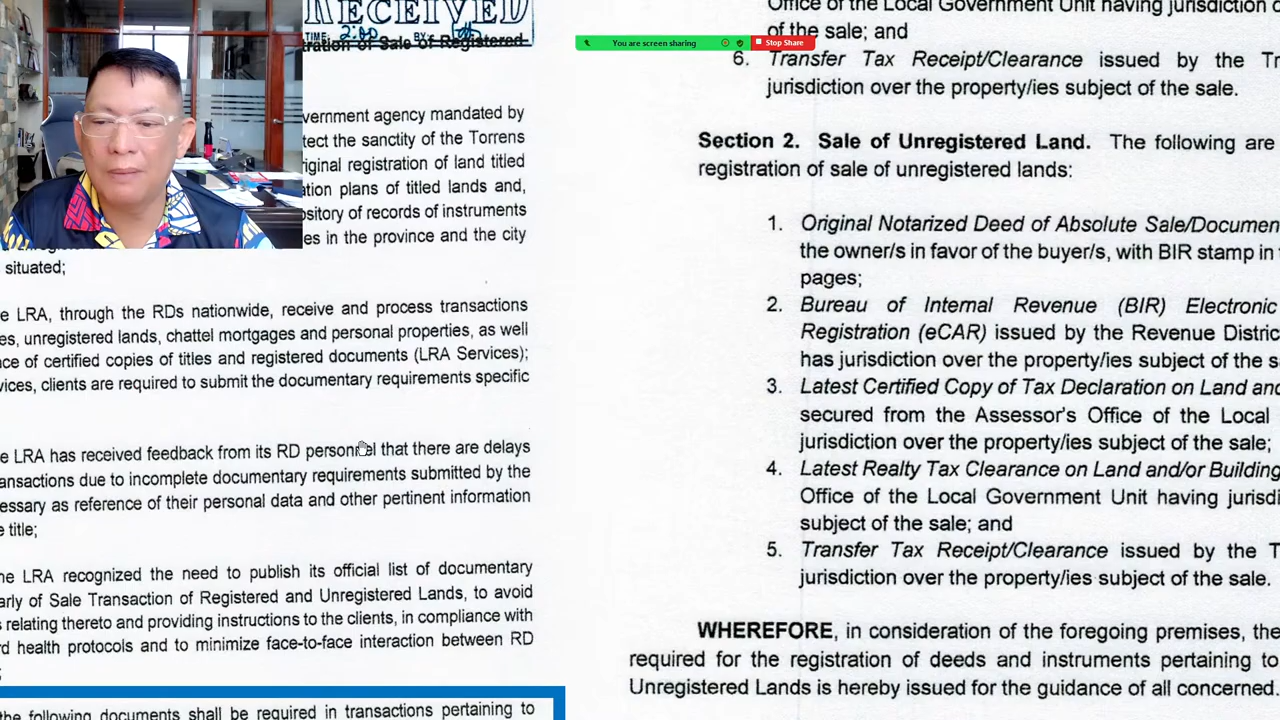 RECEIVED
TIME: 2:00 BY:
ration of Sale of Registered
vernment agency mandated by
tect the sanctity of the Torrens
iginal registration of land titled
ation plans of titled lands and,
ository of records of instruments
es in the province and the city
situated;
e LRA, through the RDs nationwide, receive and process transactions
es, unregistered lands, chattel mortgages and personal properties, as well
ce of certified copies of titles and registered documents (LRA Services);
vices, clients are required to submit the documentary requirements specific
e LRA has received feedback from its RD personnel that there are delays
ansactions due to incomplete documentary requirements submitted by the
essary as reference of their personal data and other pertinent information
e title;
he LRA recognized the need to publish its official list of documentary
arly of Sale Transaction of Registered and Unregistered Lands, to avoid
s relating thereto and providing instructions to the clients, in compliance with
rd health protocols and to minimize face-to-face interaction between RD
;
the following documents shall be required in transactions pertaining to
You are screen sharing
Stop Share
Office of the Local Government Unit having jurisdiction o
of the sale; and
6. Transfer Tax Receipt/Clearance issued by the Tr
jurisdiction over the property/ies subject of the sale.
Section 2. Sale of Unregistered Land. The following are
registration of sale of unregistered lands:
1. Original Notarized Deed of Absolute Sale/Documen
the owner/s in favor of the buyer/s, with BIR stamp in
pages;
2. Bureau of Internal Revenue (BIR) Electronic
Registration (eCAR) issued by the Revenue Distric
has jurisdiction over the property/ies subject of the s
3. Latest Certified Copy of Tax Declaration on Land and
secured from the Assessor's Office of the Local
jurisdiction over the property/ies subject of the sale;
4. Latest Realty Tax Clearance on Land and/or Building
Office of the Local Government Unit having jurisdi
subject of the sale; and
5. Transfer Tax Receipt/Clearance issued by the T
jurisdiction over the property/ies subject of the sale.
WHEREFORE, in consideration of the foregoing premises, the
required for the registration of deeds and instruments pertaining to
Unregistered Lands is hereby issued for the guidance of all concerned.